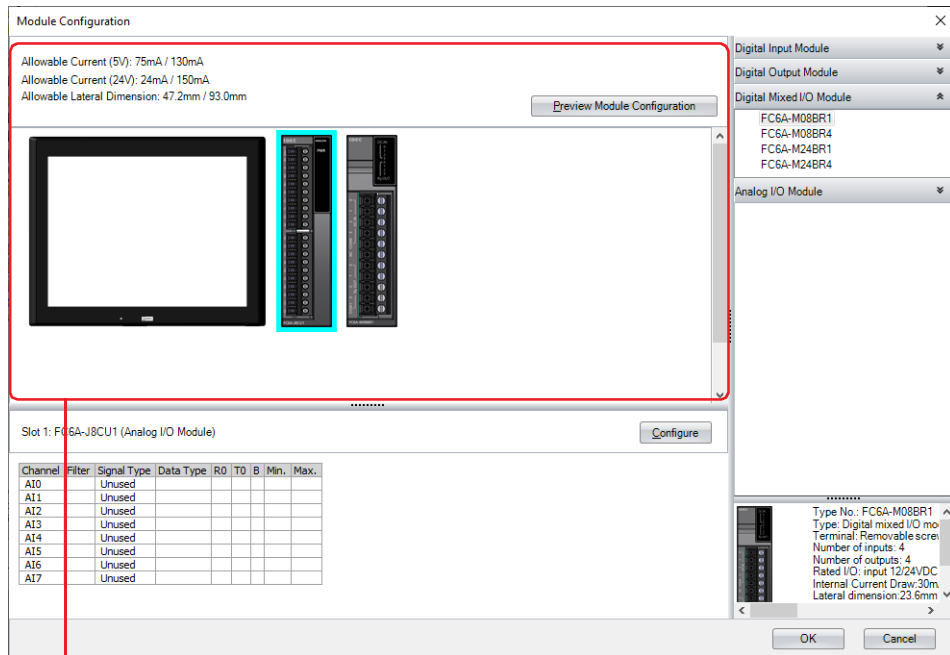 Module Configuration
Allowable Current (5V): 75mA / 130mA
Allowable Current (24V): 24mA / 150mA
Allowable Lateral Dimension: 47.2mm / 93.0mm
Preview Module Configuration
Slot 1: FC6A-J8CU1 (Analog I/O Module)
Configure
Channel Filter Signal Type Data Type R0 T0 B Min. Max.
AI0 Unused
AI1 Unused
AI2 Unused
AI3 Unused
AI4 Unused
AI5 Unused
AI6 Unused
AI7 Unused
Digital Input Module
Digital Output Module
Digital Mixed I/O Module
FC6A-M08BR1
FC6A-M08BR4
FC6A-M24BR1
FC6A-M24BR4
Analog I/O Module
Type No.: FC6A-M08BR1
Type: Digital mixed I/O mo
Terminal: Removable screw
Number of inputs: 4
Number of outputs: 4
Rated I/O: input 12/24VDC
Internal Current Draw:30m
Lateral dimension:23.6mm
OK
Cancel